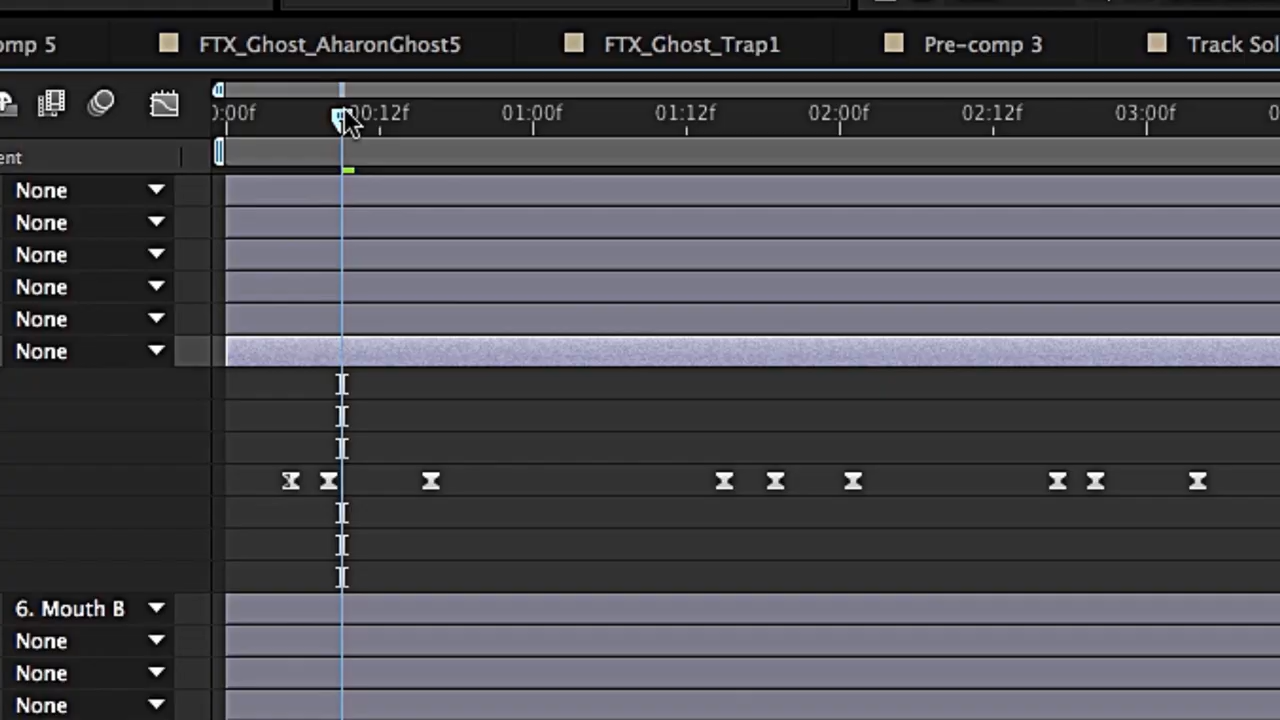 omp 5 FTX_Ghost_AharonGhost5 FTX_Ghost_Trap1 Pre-comp 3 Track Sol
0:00f 00:12f 01:00f 01:12f 02:00f 02:12f 03:00f
ent
None
None
None
None
None
None
6. Mouth B
None
None
None